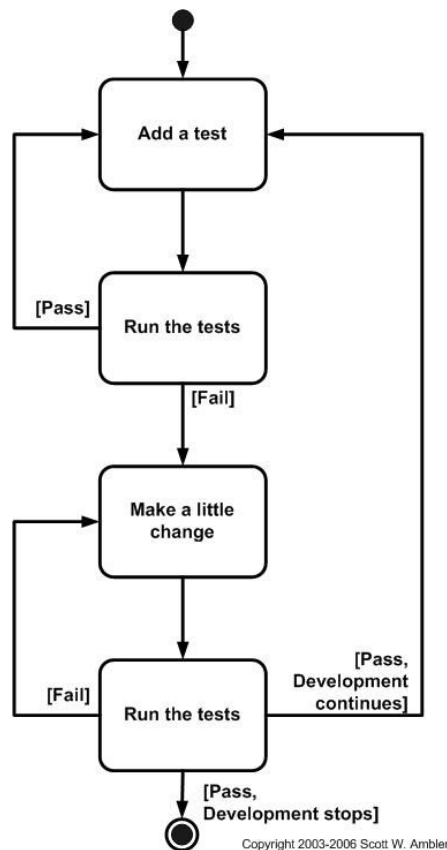 Add a test
[Pass]
Run the tests
[Fail]
Make a little
change
[Pass,
Development
continues]
[Fail]
Run the tests
[Pass,
Development stops]
Copyright 2003-2006 Scott W. Ambler